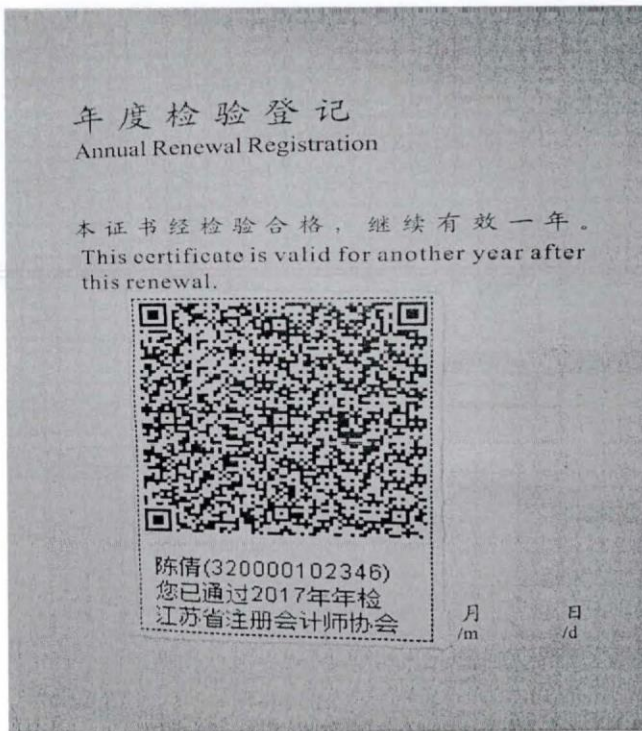 年度检验登记
Annual Renewal Registration
本证书经检验合格，继续有效一年。
This certificate is valid for another year after
this renewal.
陈倩(320000102346)
您已通过2017年年检
江苏省注册会计师协会
月 日
/m /d